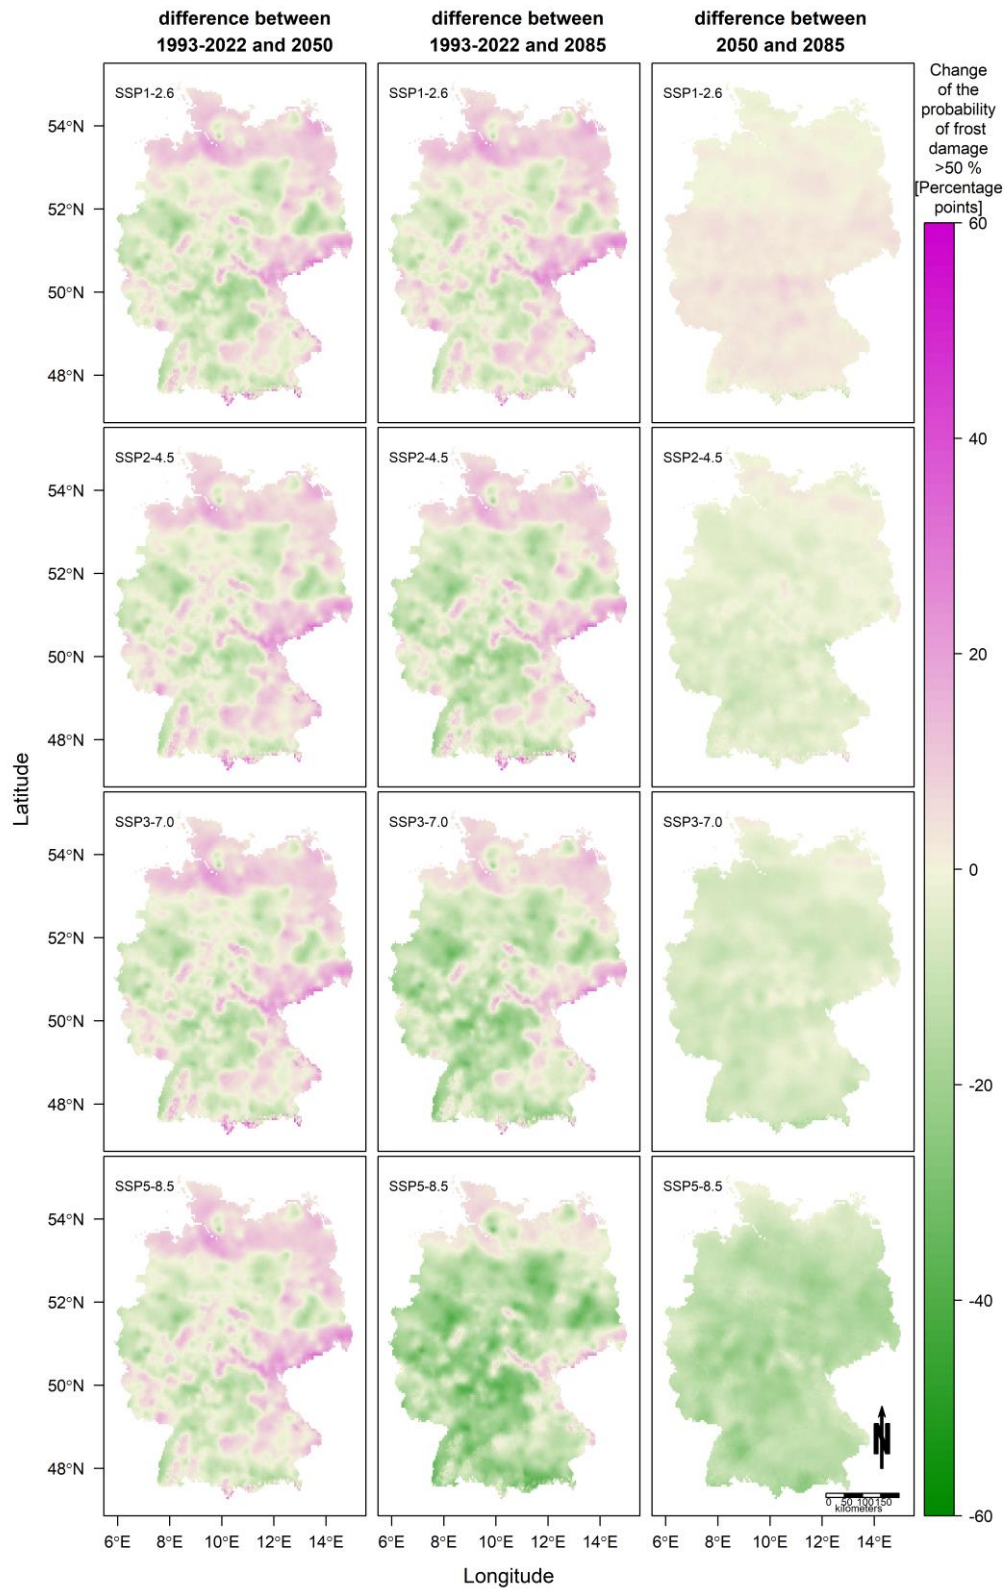 difference between
1993-2022 and 2050
difference between
1993-2022 and 2085
difference between
2050 and 2085
Change
of the
probability
of frost
damage
>50 %
[Percentage
points]
60
40
20
0
-20
-40
-60
SSP1-2.6
SSP1-2.6
SSP1-2.6
54°N
52°N
50°N
48°N
SSP2-4.5
SSP2-4.5
SSP2-4.5
54°N
52°N
50°N
48°N
SSP3-7.0
SSP3-7.0
SSP3-7.0
54°N
52°N
50°N
48°N
SSP5-8.5
SSP5-8.5
SSP5-8.5
54°N
52°N
50°N
48°N
N
0 50 100 150
kilometers
6°E 8°E 10°E 12°E 14°E
6°E 8°E 10°E 12°E 14°E
6°E 8°E 10°E 12°E 14°E
Latitude
Longitude